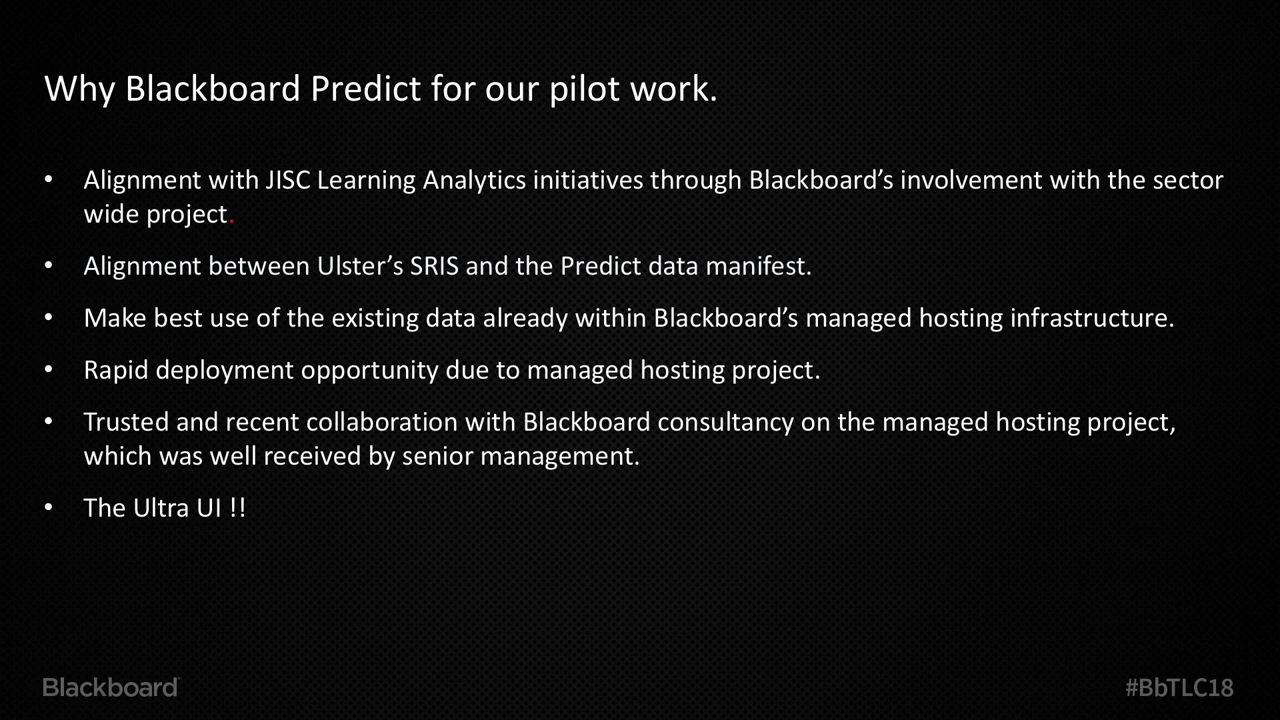 Why Blackboard Predict for our pilot work.
• Alignment with JISC Learning Analytics initiatives through Blackboard’s involvement with the sector
wide project.
• Alignment between Ulster’s SRIS and the Predict data manifest.
• Make best use of the existing data already within Blackboard’s managed hosting infrastructure.
• Rapid deployment opportunity due to managed hosting project.
• Trusted and recent collaboration with Blackboard consultancy on the managed hosting project,
which was well received by senior management.
• The Ultra UI !!
Blackboard
#BbTLC18